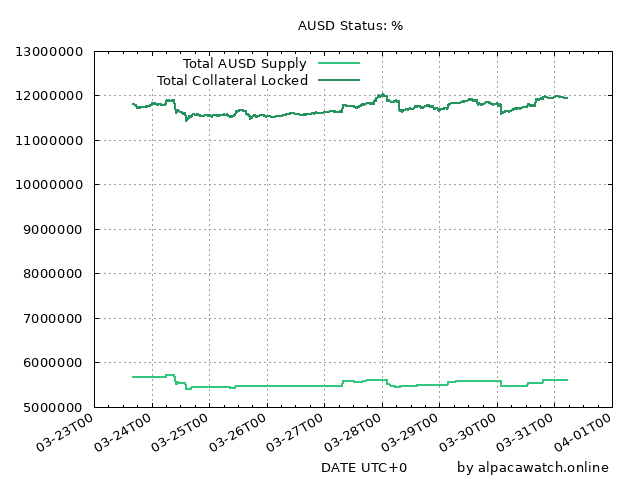 AUSD Status: %
13000000
Total AUSD Supply
Total Collateral Locked
12000000
11000000
10000000
9000000
8000000
7000000
6000000
5000000
03-23T00
03-24T00
03-25T00
03-26T00
03-27T00
03-28T00
03-29T00
03-30T00
03-31T00
04-01T00
DATE UTC+0
by alpacawatch.online